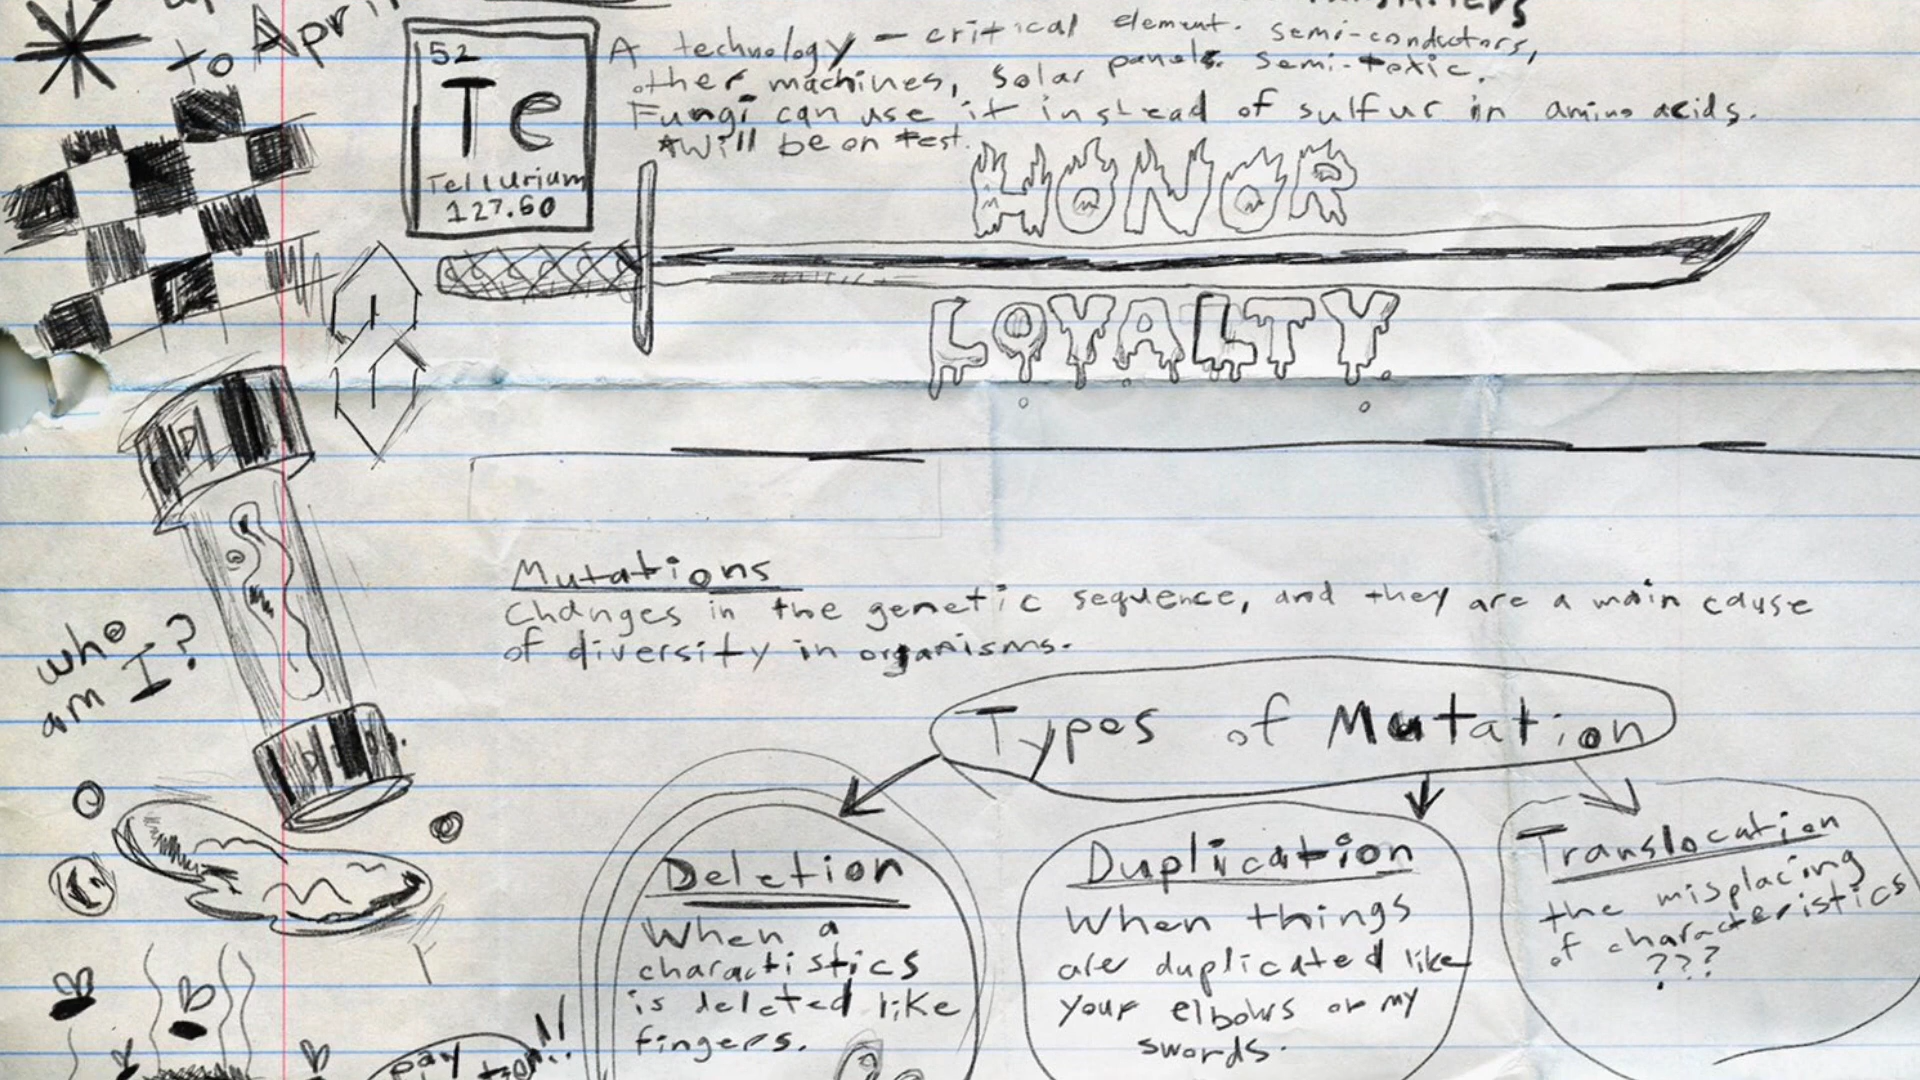 to April
52
Te
Tellurium
127.60
A technology - critical element. semi-conductors,
other machines, solar panels. semi-toxic.
Fungi can use it instead of sulfur in amino acids.
*Will be on test.
HONOR
LOYALTY
Mutations
Changes in the genetic sequence, and they are a main cause
of diversity in organisms.
who
am I?
Types of Mutation
Deletion
When a
charactistics
is deleted like
fingers.
Duplication
When things
are duplicated like
your elbows or my
swords.
Translocation
the misplacing
of characteristics
???
pay